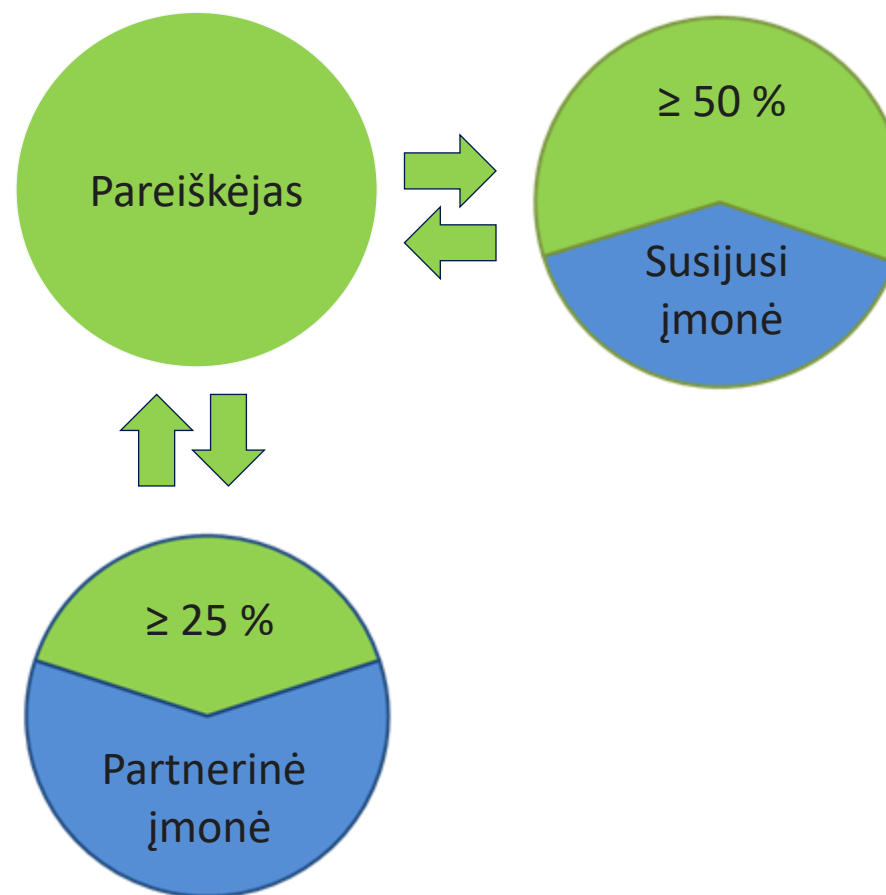 Pareiškėjas
≥ 50 %
Susijusi
įmonė
≥ 25 %
Partnerinė
įmonė